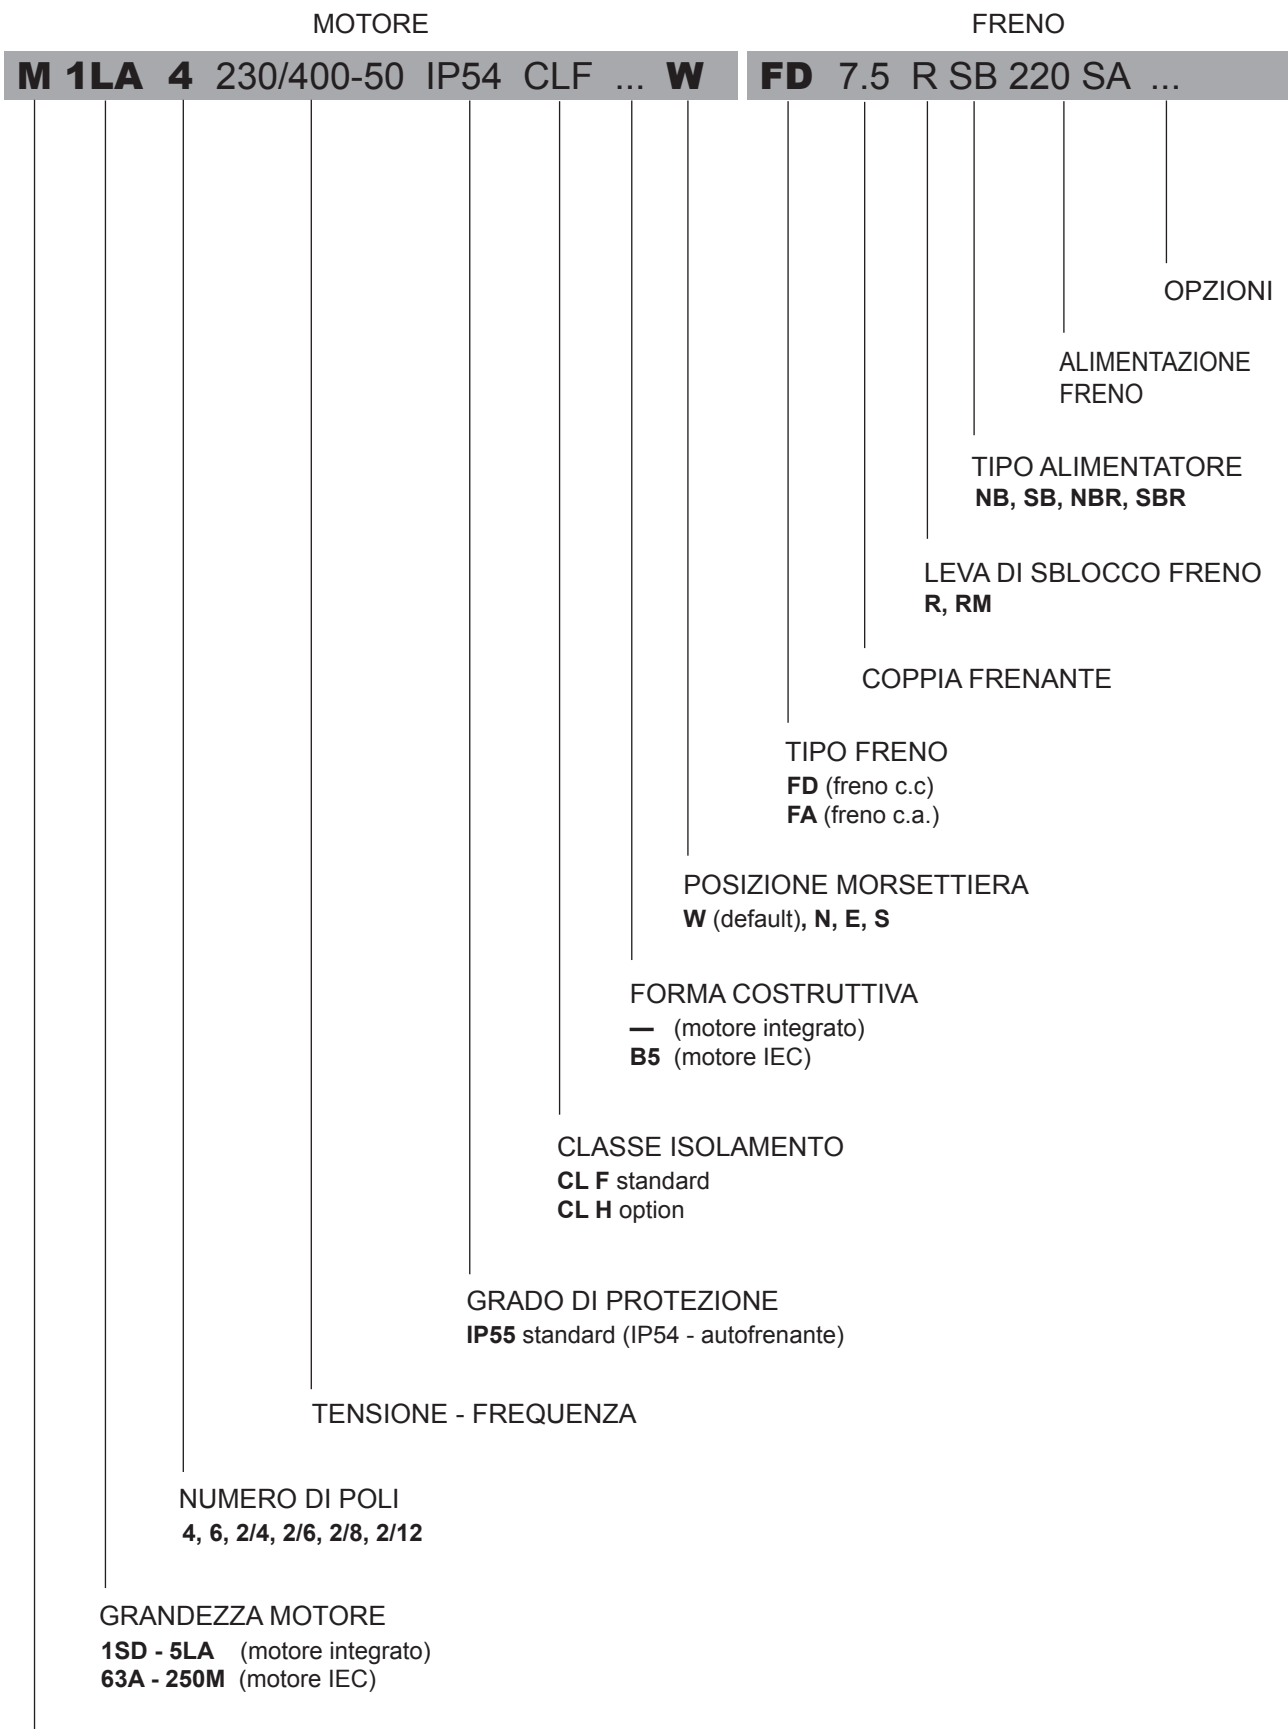 MOTORE FRENO
M 1LA 4 230/400-50 IP54 CLF ... W FD 7.5 R SB 220 SA ...
OPZIONI
ALIMENTAZIONE
FRENO
TIPO ALIMENTATORE
NB, SB, NBR, SBR
LEVA DI SBLOCCO FRENO
R, RM
COPPIA FRENANTE
TIPO FRENO
FD (freno c.c)
FA (freno c.a.)
POSIZIONE MORSETTIERA
W (default), N, E, S
FORMA COSTRUTTIVA
— (motore integrato)
B5 (motore IEC)
CLASSE ISOLAMENTO
CL F standard
CL H option
GRADO DI PROTEZIONE
IP55 standard (IP54 - autofrenante)
TENSIONE - FREQUENZA
NUMERO DI POLI
4, 6, 2/4, 2/6, 2/8, 2/12
GRANDEZZA MOTORE
1SD - 5LA (motore integrato)
63A - 250M (motore IEC)